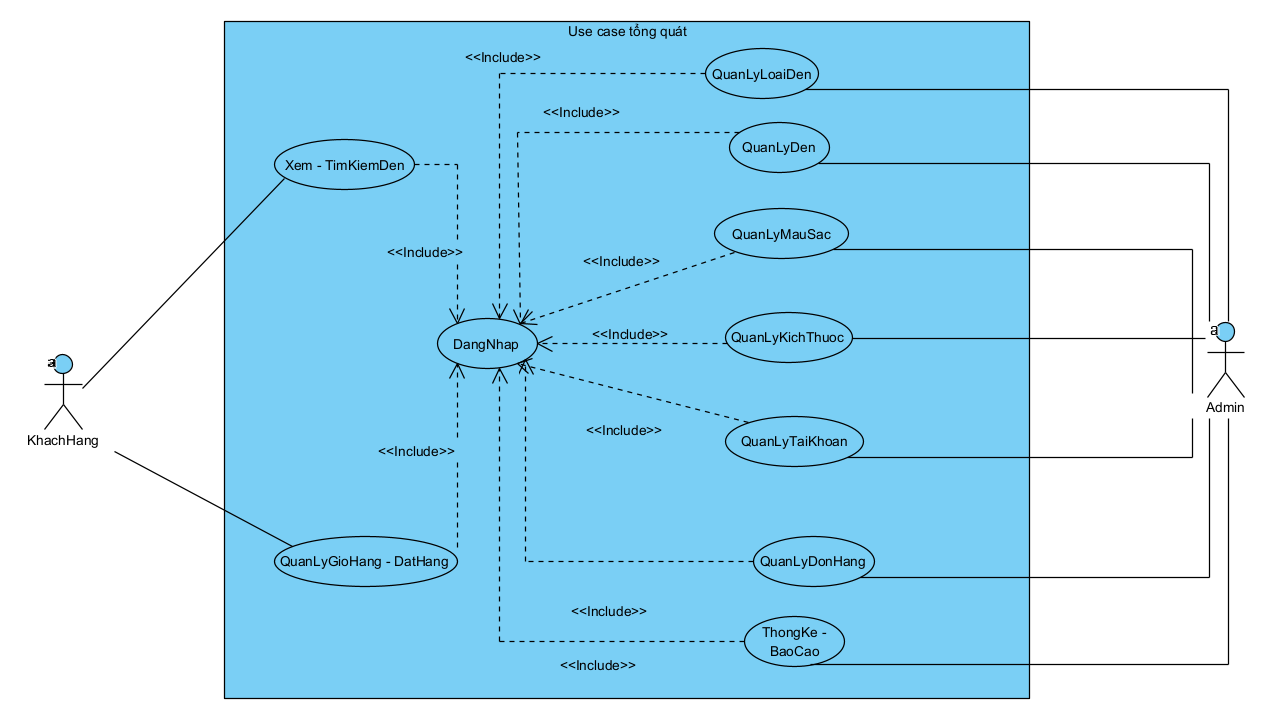 Use case tổng quát
<<Include>>
QuanLyLoaiDen
<<Include>>
QuanLyDen
Xem - TimKiemDen
QuanLyMauSac
<<Include>>
<<Include>>
<<Include>>
QuanLyKichThuoc
DangNhap
a
a
Admin
KhachHang
<<Include>>
QuanLyTaiKhoan
<<Include>>
QuanLyGioHang - DatHang
QuanLyDonHang
<<Include>>
ThongKe -
BaoCao
<<Include>>